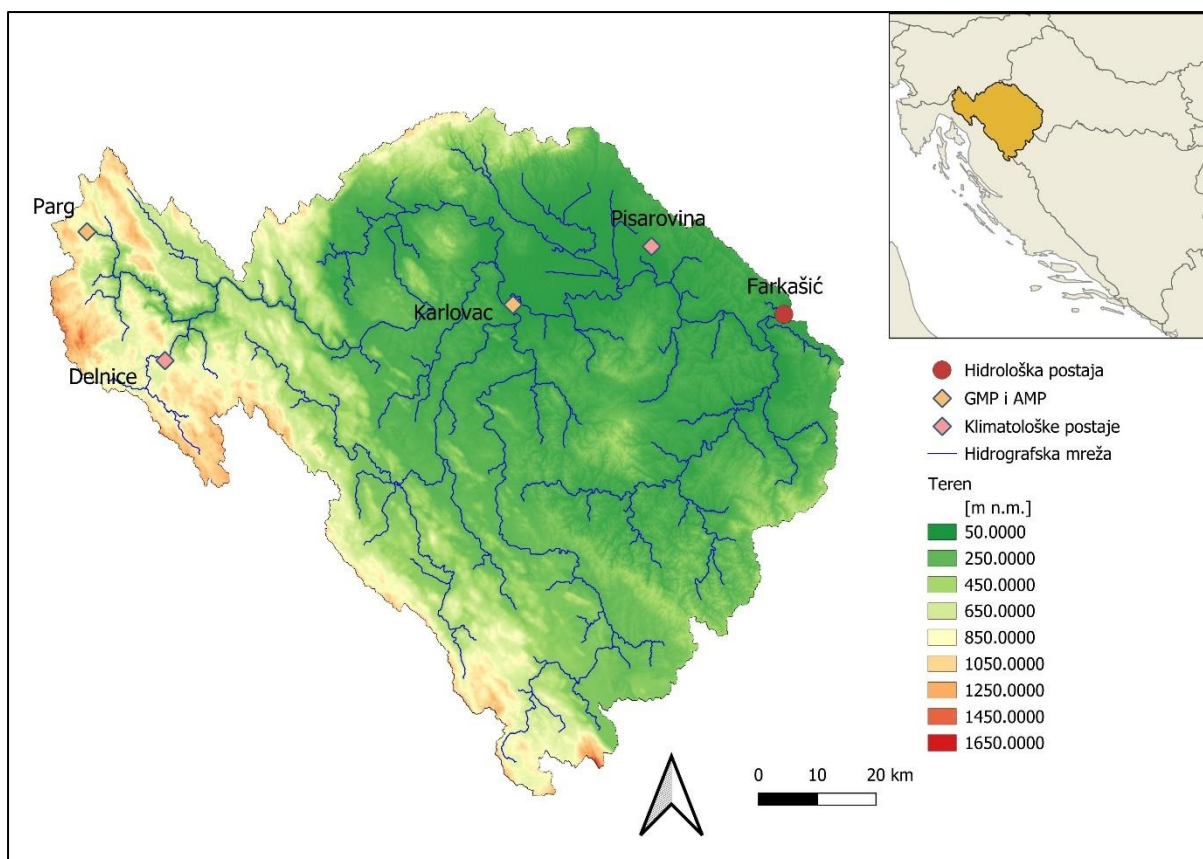 Parg
Pisarovina
Farkašić
Karlovac
Delnice
Hidrološka postaja
GMP i AMP
Klimatološke postaje
Hidrografska mreža
Teren
[m n.m.]
50.0000
250.0000
450.0000
650.0000
850.0000
1050.0000
1250.0000
1450.0000
1650.0000
0 10 20 km